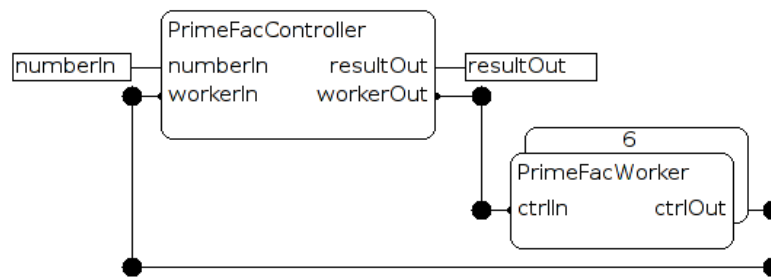 PrimeFacController
numberIn numberIn resultOut resultOut
workerIn workerOut
6
PrimeFacWorker
ctrlIn ctrlOut